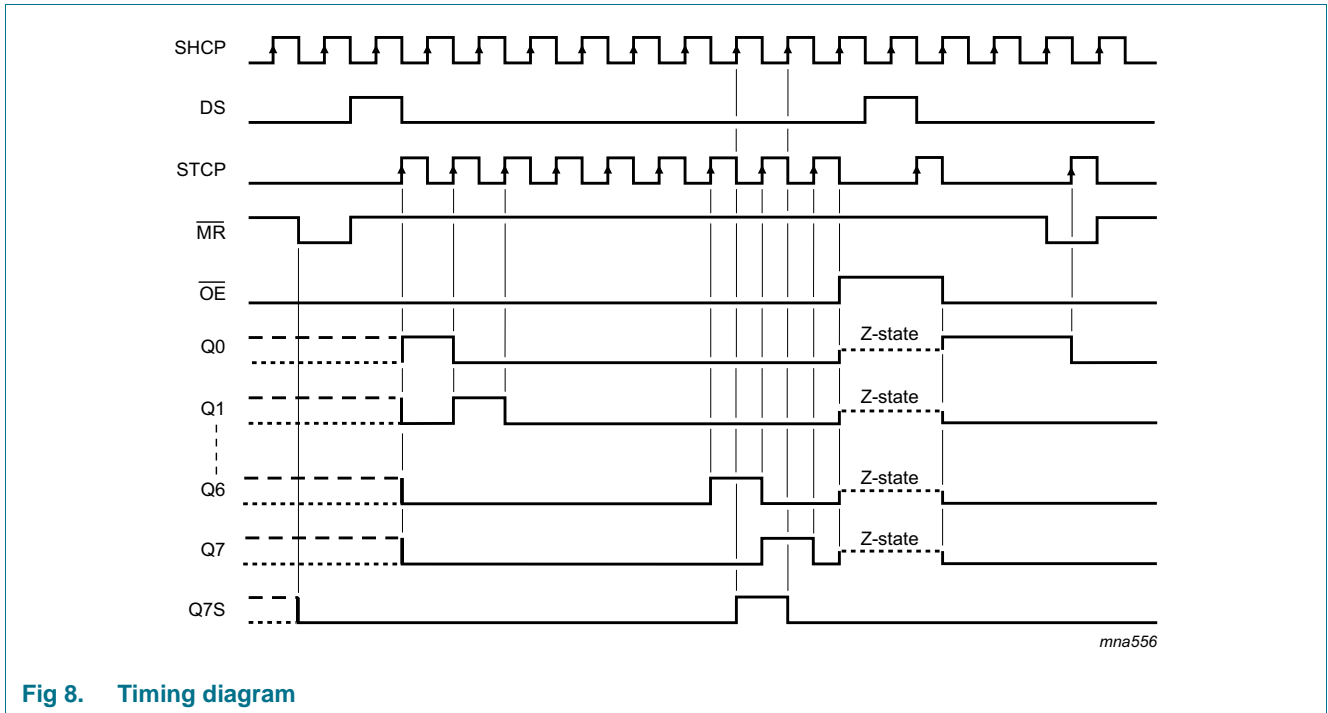 SHCP
DS
STCP
MR
OE
Q0
Z-state
Q1
Z-state
Q6
Z-state
Q7
Z-state
Q7S
mna556
Fig 8. Timing diagram